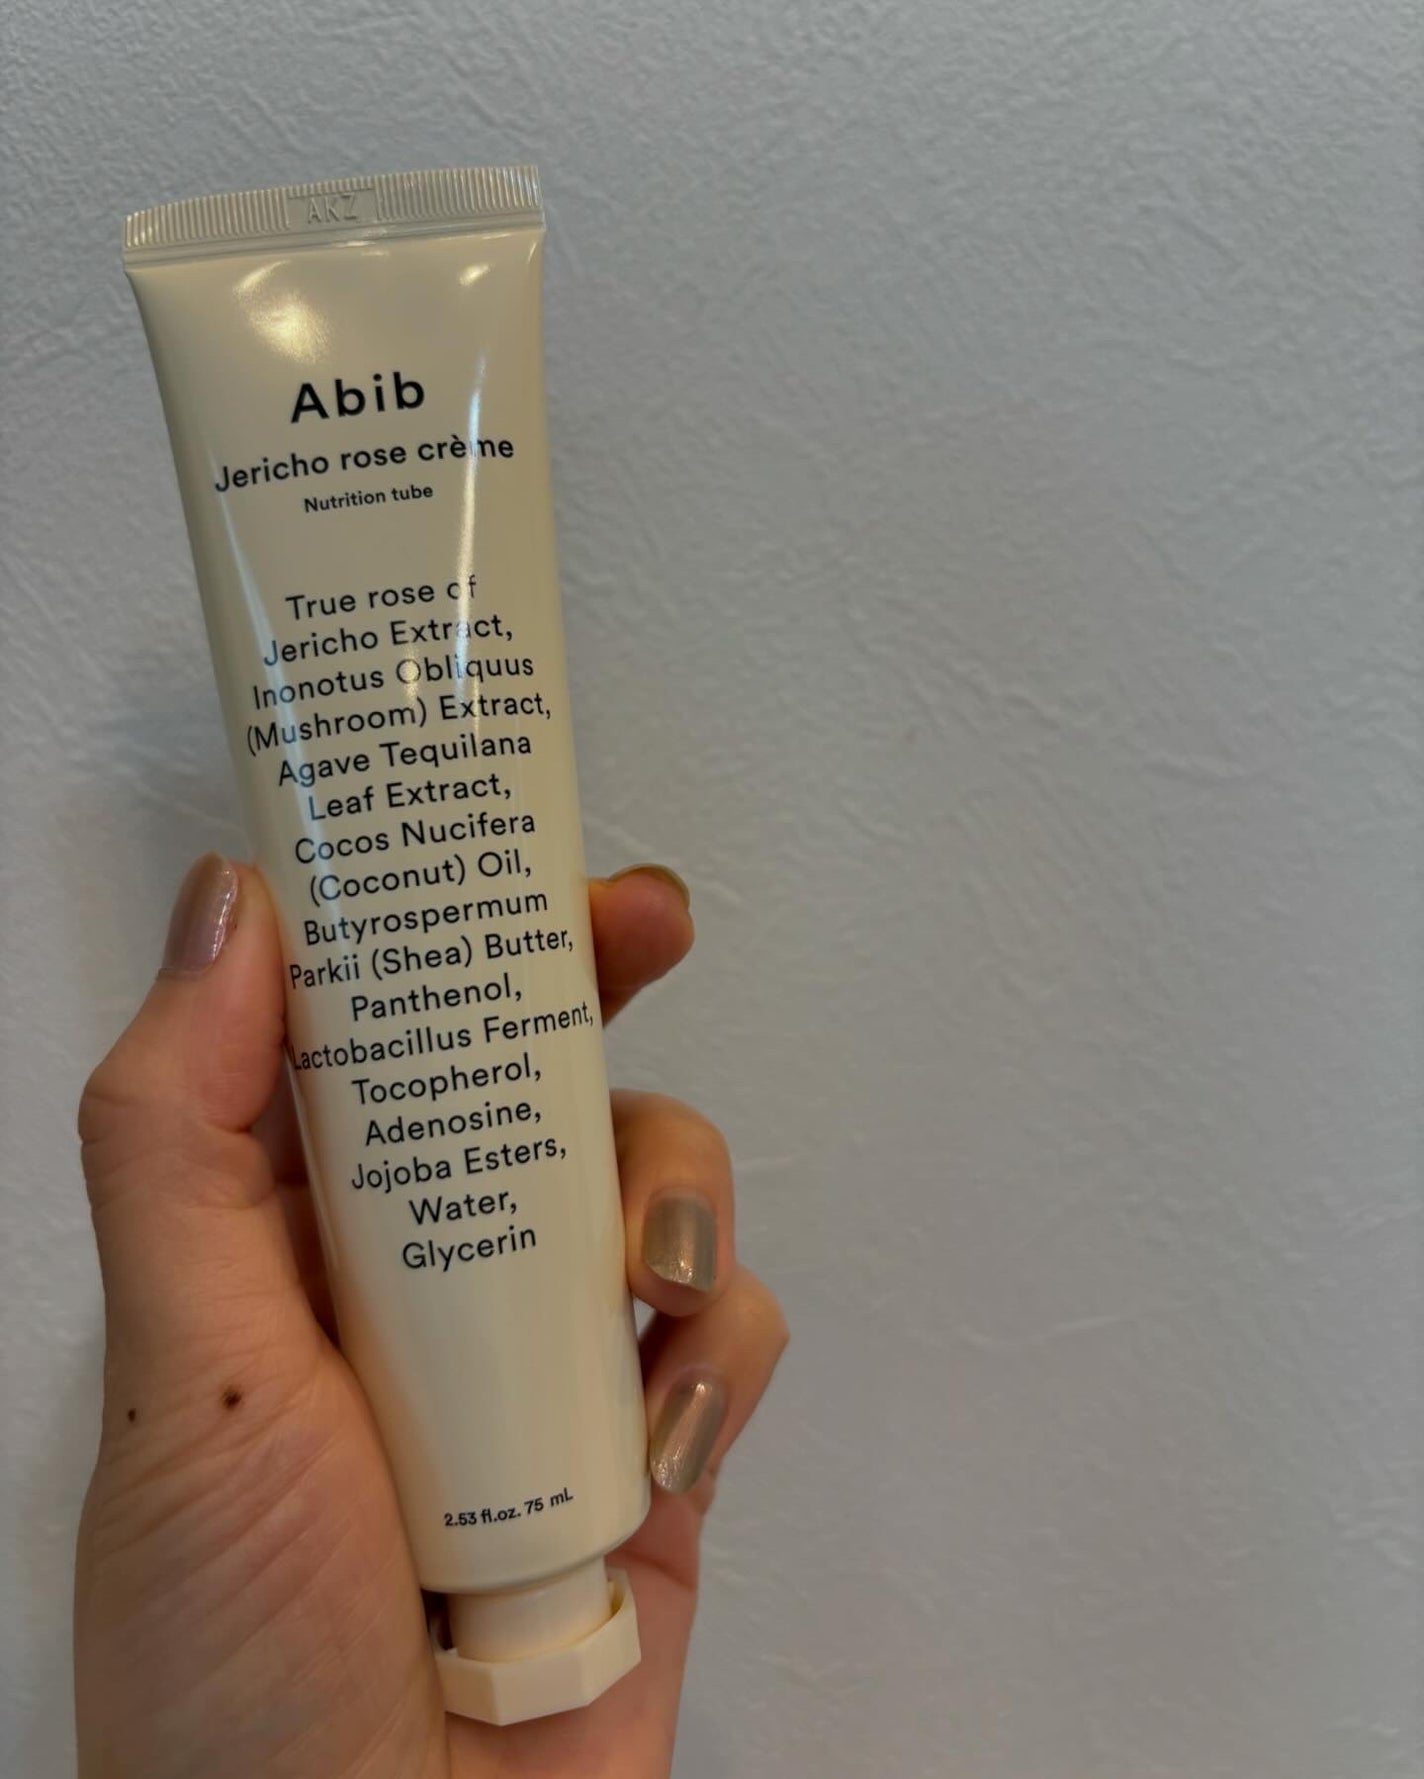 AKZ
Abib
Jericho rose crème
Nutrition tube
True rose of
Jericho Extract,
Inonotus Obliquus
(Mushroom) Extract,
Agave Tequilana
Leaf Extract,
Cocos Nucifera
(Coconut) Oil,
Butyrospermum
Parkii (Shea) Butter,
Panthenol,
Lactobacillus Ferment,
Tocopherol,
Adenosine,
Jojoba Esters,
Water,
Glycerin
2.53 fl.oz. 75 mL